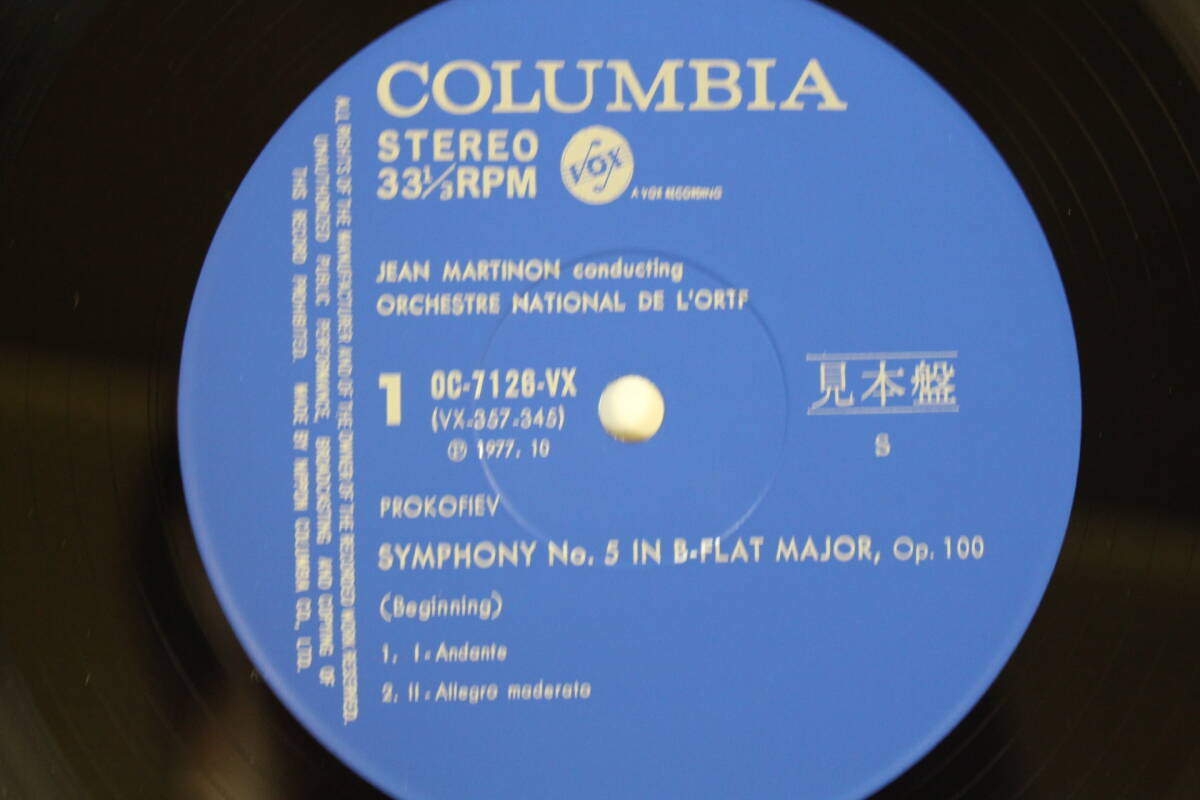 COLUMBIA
STEREO
33⅓RPM
VOX
A VOX RECORDING
JEAN MARTINON conducting
ORCHESTRE NATIONAL DE L'ORTF
1
OC-7126-VX
(VX-357-345)
Ⓟ 1977. 10
見本盤
S
PROKOFIEV
SYMPHONY No. 5 IN B-FLAT MAJOR, Op. 100
(Beginning)
1. I-Andante
2. II-Allegro moderato
ALL RIGHTS OF THE MANUFACTURER AND OF THE OWNER OF THE RECORDED WORK RESERVED.
UNAUTHORIZED PUBLIC PERFORMANCE, BROADCASTING AND COPYING OF
THIS RECORD PROHIBITED. MADE BY NIPPON COLUMBIA CO., LTD.